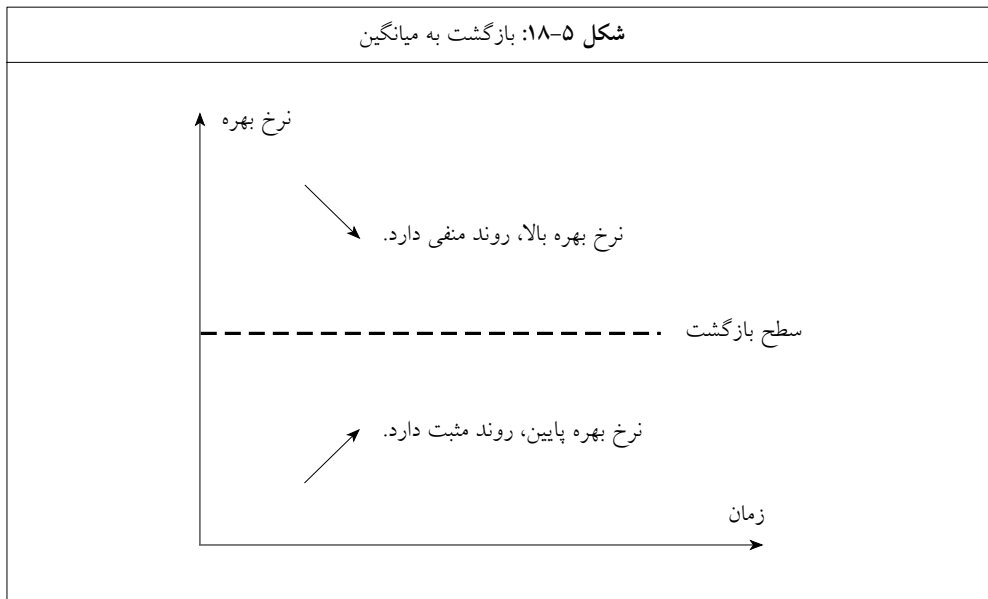 شکل ۵-۱۸: بازگشت به میانگین
نرخ بهره
نرخ بهره بالا، روند منفی دارد.
سطح بازگشت
نرخ بهره پایین، روند مثبت دارد.
زمان